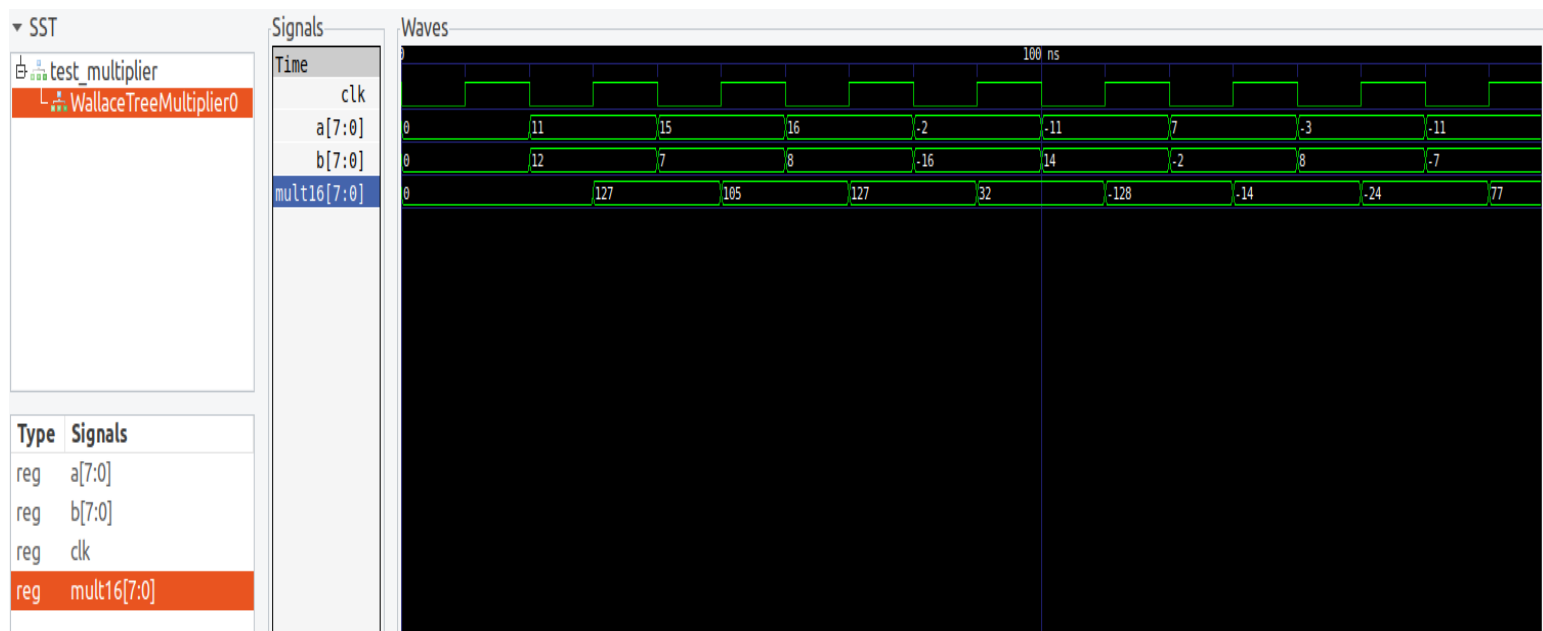 SST
test_multiplier
WallaceTreeMultiplier0
Type Signals
reg a[7:0]
reg b[7:0]
reg clk
reg mult16[7:0]
Signals
Time
clk
a[7:0]
b[7:0]
mult16[7:0]
Waves
100 ns
0 11 15 16 -2 -11 7 -3 -11
0 12 7 8 -16 14 -2 8 -7
0 127 105 127 32 -128 -14 -24 77